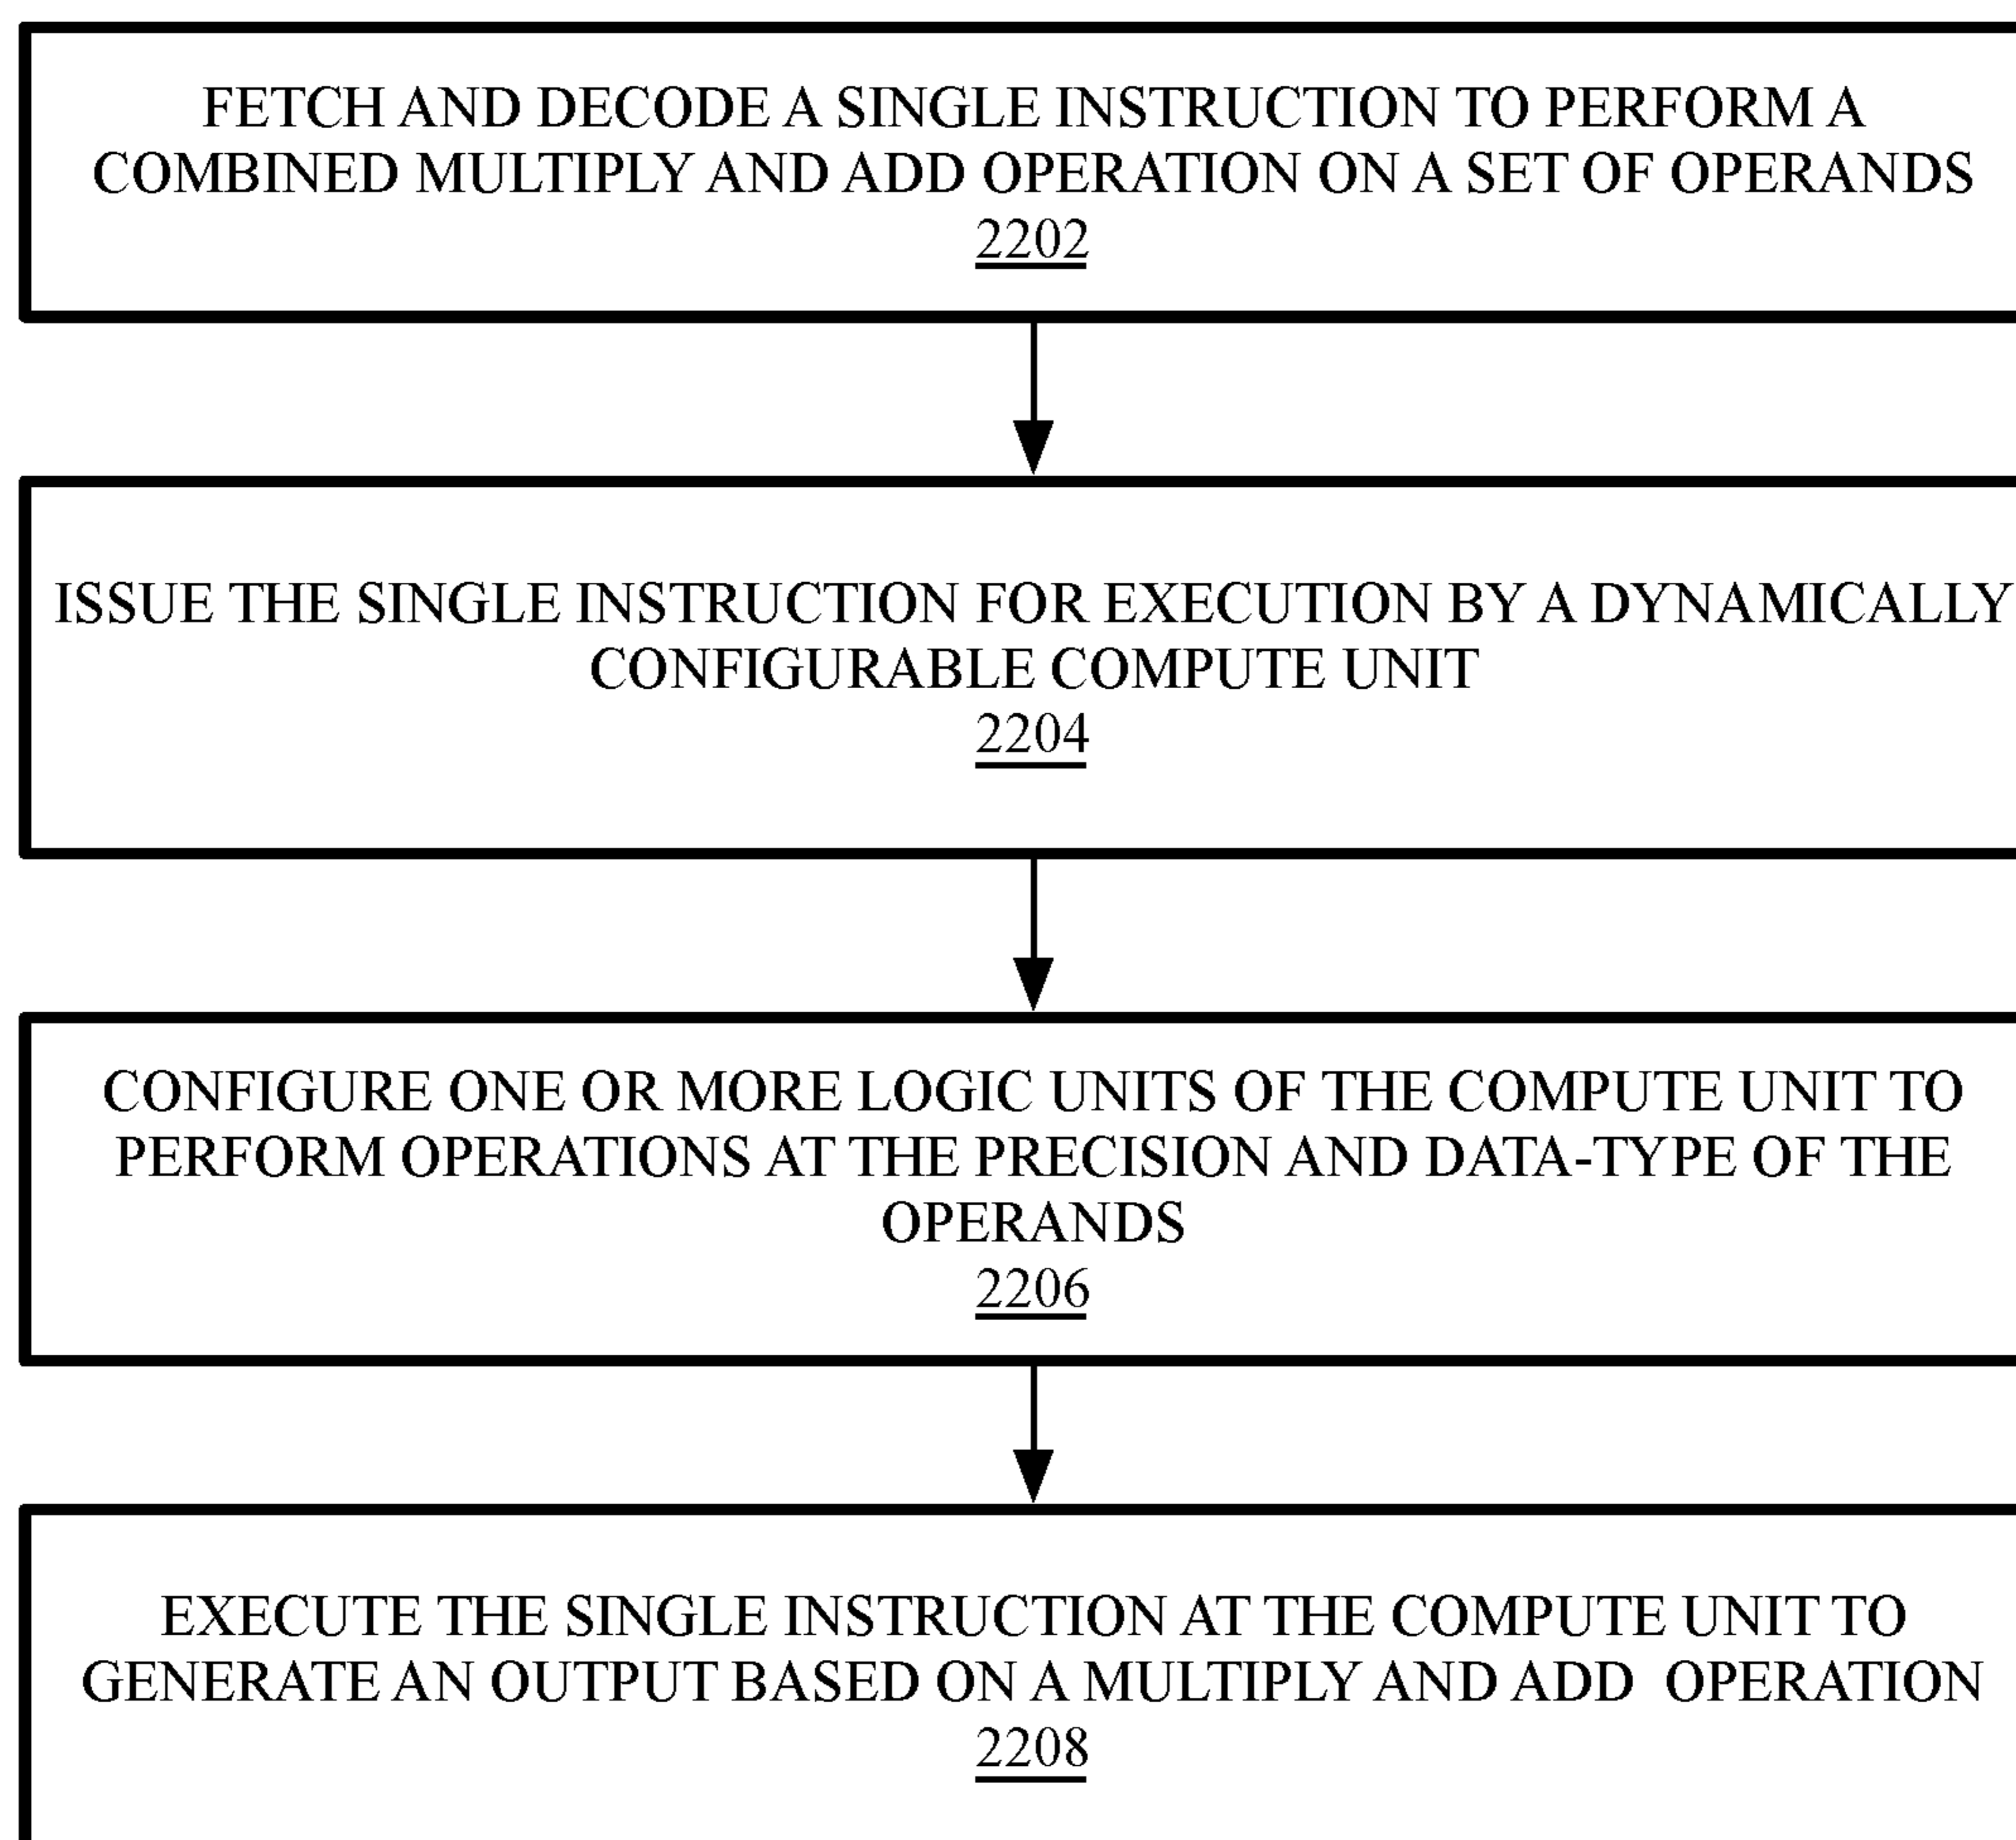 FETCH AND DECODE A SINGLE INSTRUCTION TO PERFORM A
COMBINED MULTIPLY AND ADD OPERATION ON A SET OF OPERANDS
2202
ISSUE THE SINGLE INSTRUCTION FOR EXECUTION BY A DYNAMICALLY
CONFIGURABLE COMPUTE UNIT
2204
CONFIGURE ONE OR MORE LOGIC UNITS OF THE COMPUTE UNIT TO
PERFORM OPERATIONS AT THE PRECISION AND DATA-TYPE OF THE
OPERANDS
2206
EXECUTE THE SINGLE INSTRUCTION AT THE COMPUTE UNIT TO
GENERATE AN OUTPUT BASED ON A MULTIPLY AND ADD OPERATION
2208